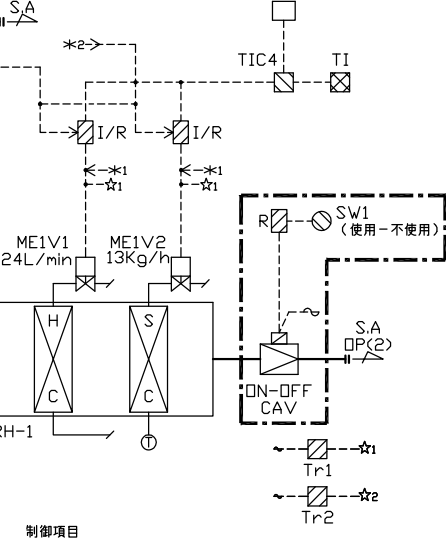 S.A
※2
TIC4 TI
I/R I/R
※1 ※1
☆1 ☆1
ME1V1 ME1V2
24L/min 13Kg/h
R SW1
(使用－不使用)
H S
C C
S.A
OP(2)
ON-OFF
CAV
RH-1
T
☆1
Tr1
☆2
Tr2
制御項目